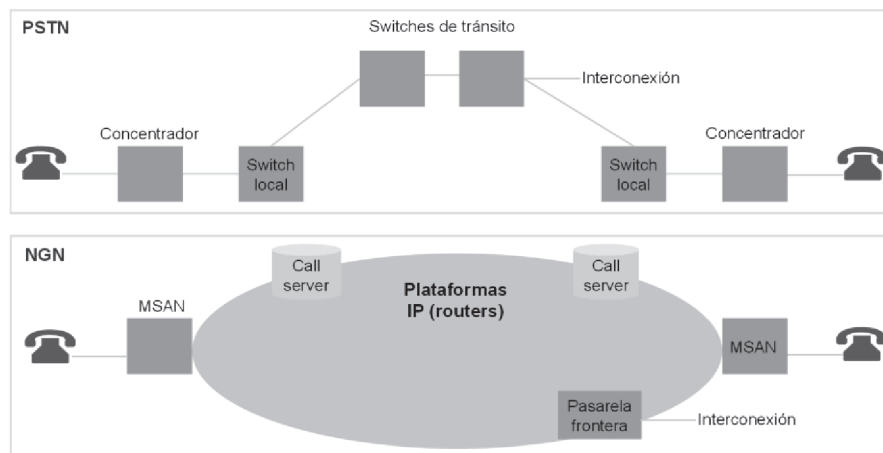 PSTN
Switches de tránsito
Interconexión
Concentrador
Switch
local
Switch
local
Concentrador
NGN
Call
server
Call
server
Plataformas
IP (routers)
MSAN
MSAN
Pasarela
frontera
Interconexión